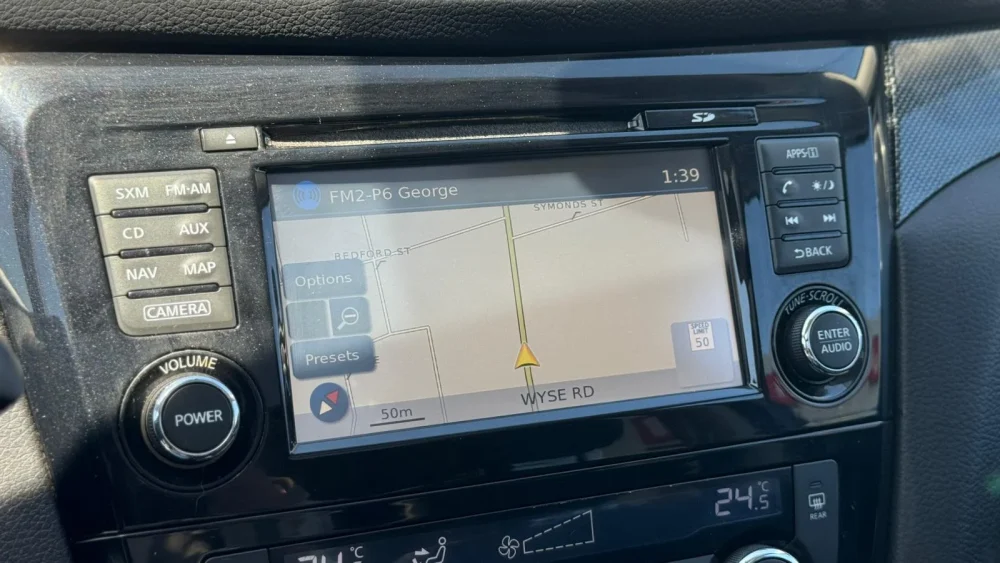 SD
APPS·i
SXM FM·AM
FM2-P6 George
1:39
SYMONDS ST
CD AUX
BEDFORD ST
BACK
NAV MAP
Options
CAMERA
TUNE·SCROLL
SPEED
LIMIT
50
ENTER
AUDIO
VOLUME
Presets
POWER
WYSE RD
50m
24.5°C
REAR
°C